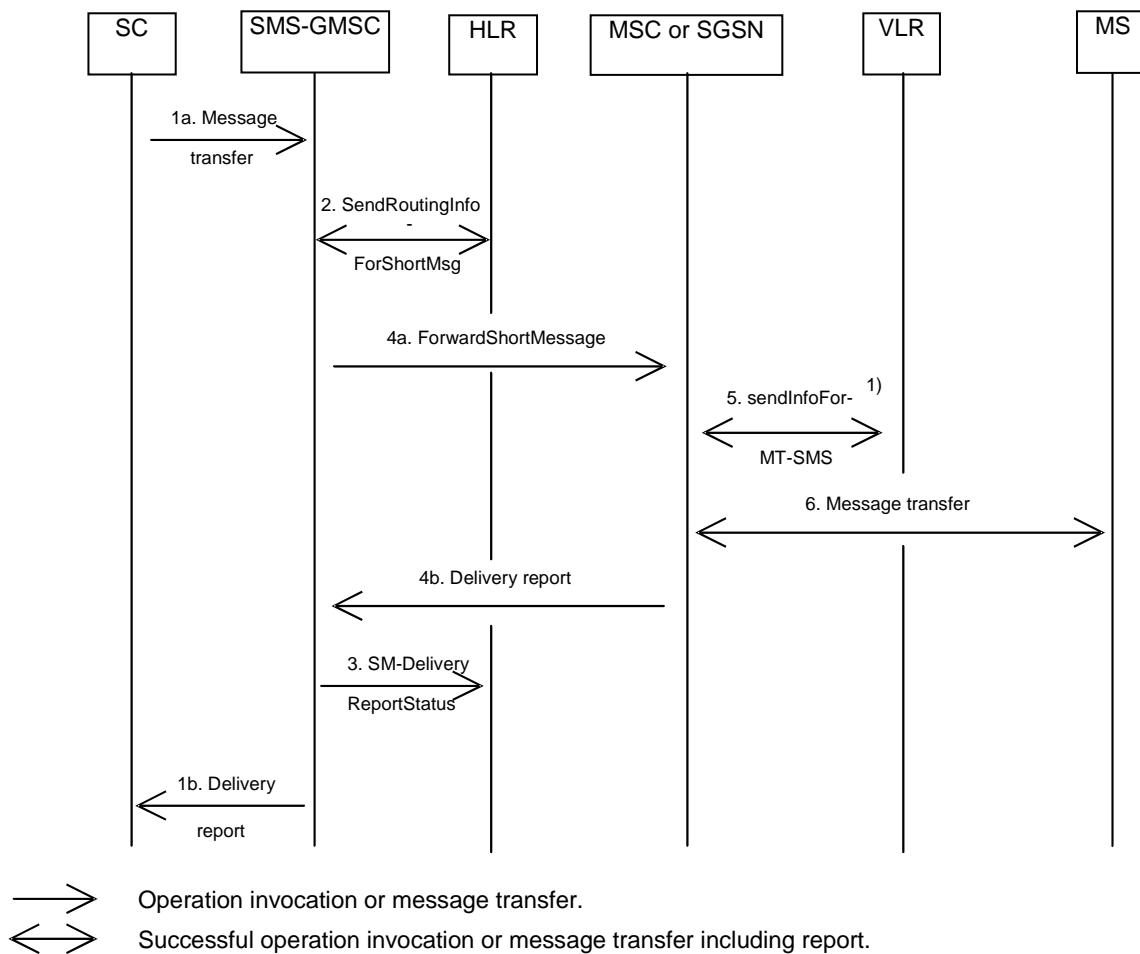 SC
SMS-GMSC
HLR
MSC or SGSN
VLR
MS
1a. Message
transfer
2. SendRoutingInfo
-
ForShortMsg
4a. ForwardShortMessage
5. sendInfoFor- 1)
MT-SMS
6. Message transfer
4b. Delivery report
3. SM-Delivery
ReportStatus
1b. Delivery
report
Operation invocation or message transfer.
Successful operation invocation or message transfer including report.